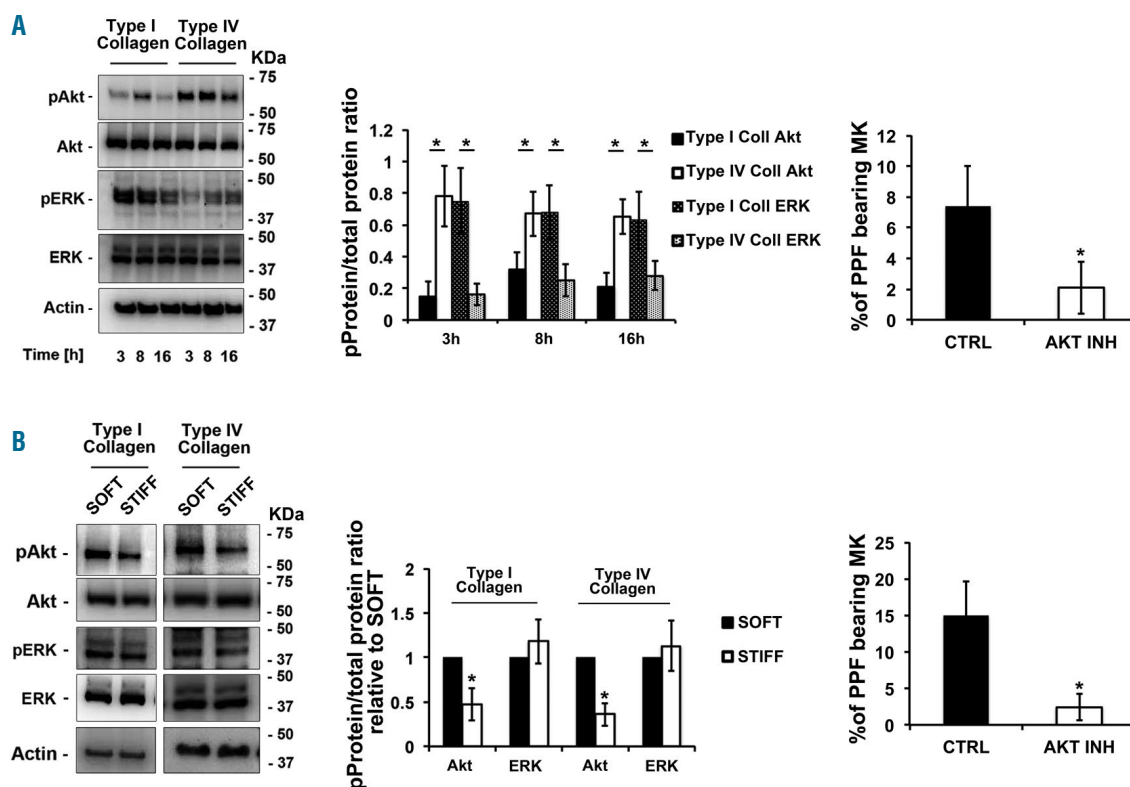 A
Type I Type IV
Collagen Collagen
KDa
pAkt -
- 75
- 50
Akt -
- 75
- 50
pERK -
- 50
- 37
ERK -
- 50
- 37
Actin -
- 50
- 37
Time [h] 3 8 16 3 8 16
pProtein/total protein ratio
1.2
1
0.8
0.6
0.4
0.2
0
* * * * * *
3h 8h 16h
Type I Coll Akt
Type IV Coll Akt
Type I Coll ERK
Type IV Coll ERK
%of PPF bearing MK
12
10
8
6
4
2
0
*
CTRL AKT INH
B
Type I Type IV
Collagen Collagen
SOFT STIFF SOFT STIFF
KDa
pAkt -
- 75
- 50
Akt -
- 75
- 50
pERK -
- 50
- 37
ERK -
- 50
- 37
Actin -
- 50
- 37
pProtein/total protein ratio
relative to SOFT
2
1.5
1
0.5
0
Type I Type IV
Collagen Collagen
* *
Akt ERK Akt ERK
SOFT
STIFF
%of PPF bearing MK
25
20
15
10
5
0
*
CTRL AKT INH